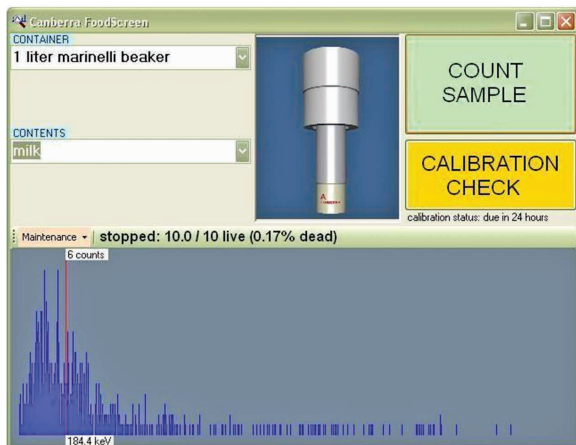 Canberra FoodScreen
CONTAINER
1 liter marinelli beaker
CONTENTS
milk
COUNT
SAMPLE
CALIBRATION
CHECK
calibration status: due in 24 hours
Maintenance
stopped: 10.0 / 10 live (0.17% dead)
6 counts
184.4 keV